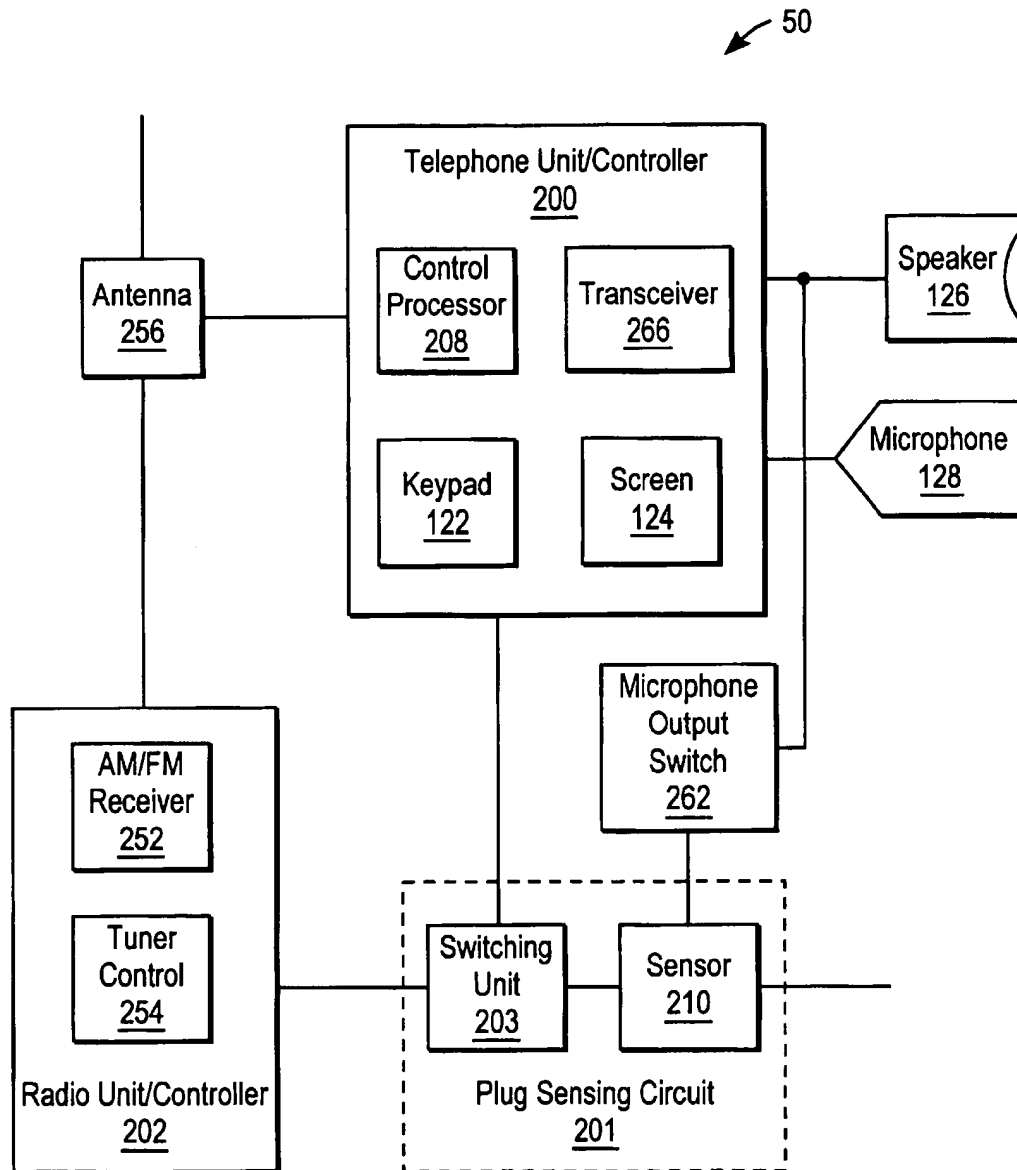 50
Telephone Unit/Controller
200
Control
Processor
208
Transceiver
266
Speaker
126
Antenna
256
Microphone
128
Keypad
122
Screen
124
Microphone
Output
Switch
262
AM/FM
Receiver
252
Tuner
Control
254
Switching
Unit
203
Sensor
210
Radio Unit/Controller
202
Plug Sensing Circuit
201